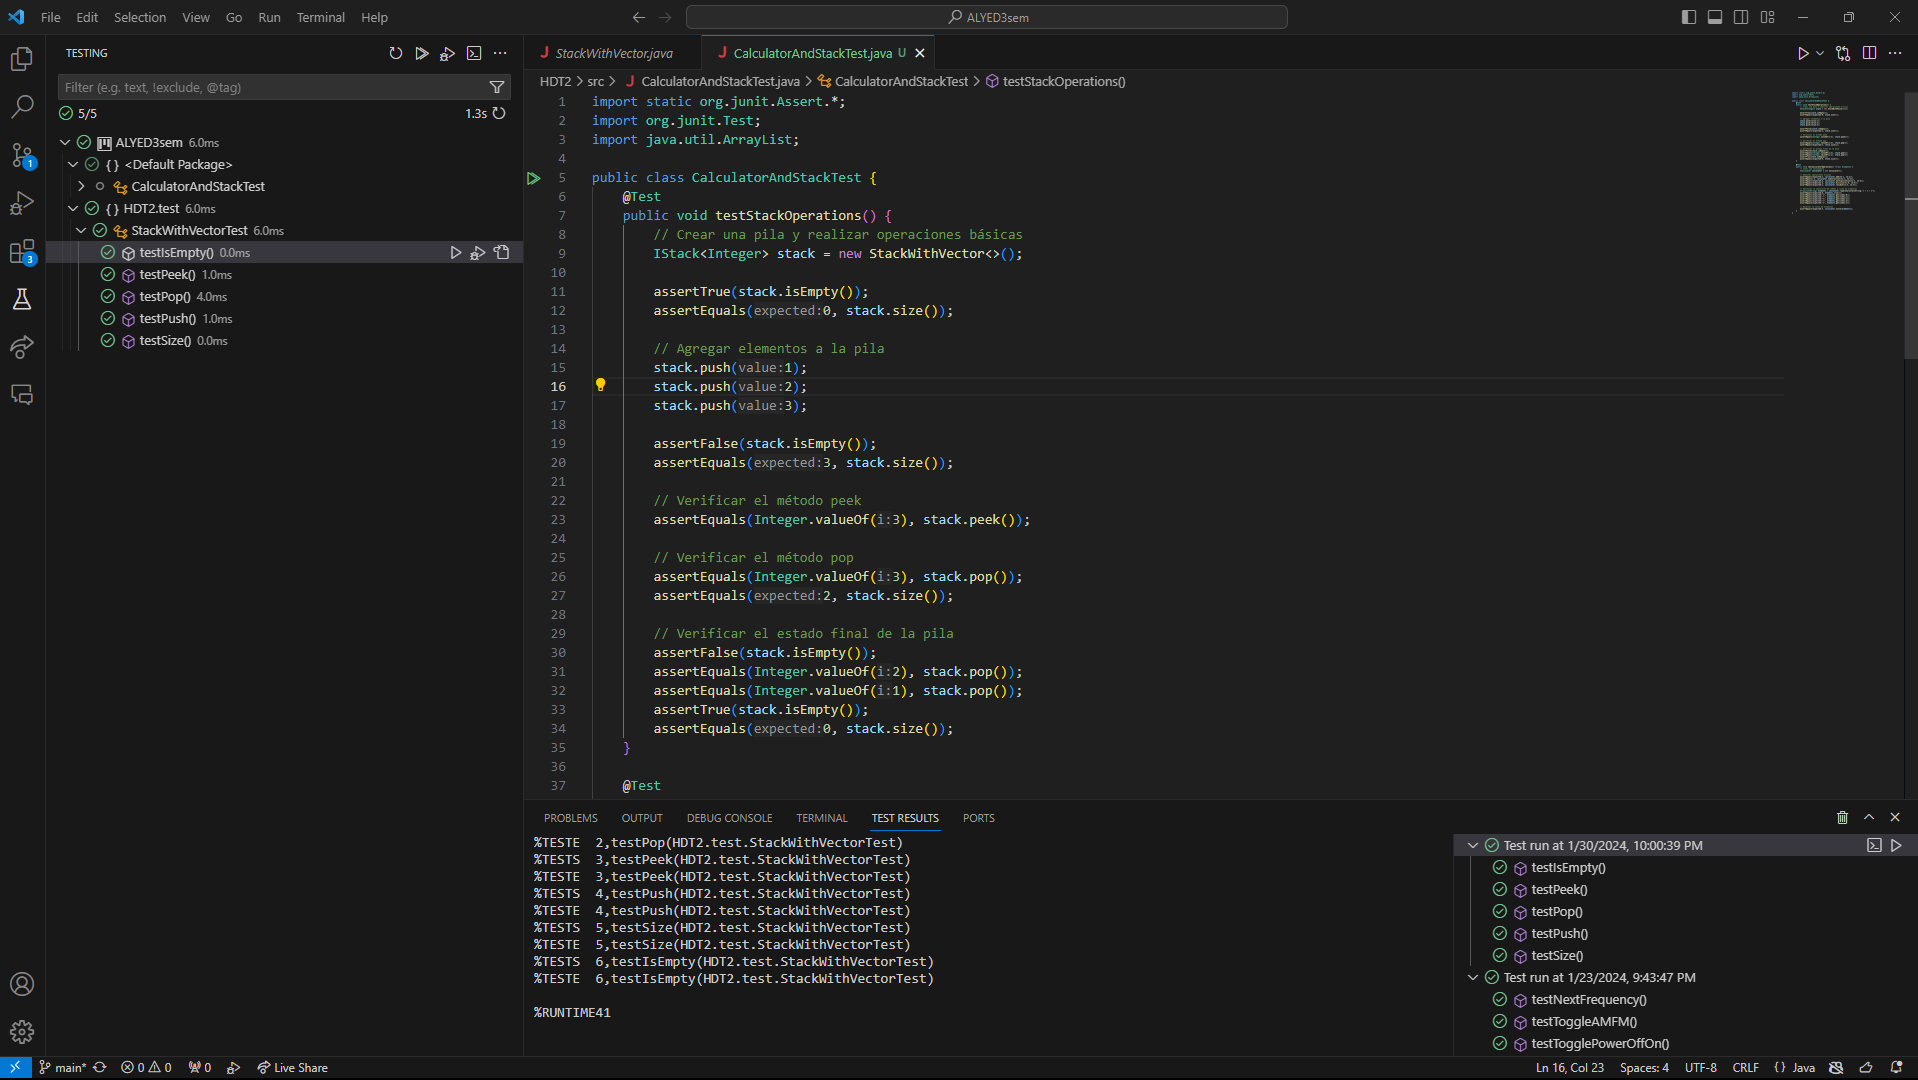 File Edit Selection View Go Run Terminal Help
ALYED3sem
TESTING
Filter (e.g. text, !exclude, @tag)
5/5
1.3s
ALYED3sem 6.0ms
{ } <Default Package>
CalculatorAndStackTest
{ } HDT2.test 6.0ms
StackWithVectorTest 6.0ms
testIsEmpty() 0.0ms
testPeek() 1.0ms
testPop() 4.0ms
testPush() 1.0ms
testSize() 0.0ms
1
3
J StackWithVector.java
J CalculatorAndStackTest.java U
HDT2 > src > J CalculatorAndStackTest.java > CalculatorAndStackTest > testStackOperations()
1 import static org.junit.Assert.*;
2 import org.junit.Test;
3 import java.util.ArrayList;
4
5 public class CalculatorAndStackTest {
6 @Test
7 public void testStackOperations() {
8 // Crear una pila y realizar operaciones básicas
9 IStack<Integer> stack = new StackWithVector<>();
10
11 assertTrue(stack.isEmpty());
12 assertEquals(expected:0, stack.size());
13
14 // Agregar elementos a la pila
15 stack.push(value:1);
16 stack.push(value:2);
17 stack.push(value:3);
18
19 assertFalse(stack.isEmpty());
20 assertEquals(expected:3, stack.size());
21
22 // Verificar el método peek
23 assertEquals(Integer.valueOf(i:3), stack.peek());
24
25 // Verificar el método pop
26 assertEquals(Integer.valueOf(i:3), stack.pop());
27 assertEquals(expected:2, stack.size());
28
29 // Verificar el estado final de la pila
30 assertFalse(stack.isEmpty());
31 assertEquals(Integer.valueOf(i:2), stack.pop());
32 assertEquals(Integer.valueOf(i:1), stack.pop());
33 assertTrue(stack.isEmpty());
34 assertEquals(expected:0, stack.size());
35 }
36
37 @Test
PROBLEMS OUTPUT DEBUG CONSOLE TERMINAL TEST RESULTS PORTS
%TESTE 2,testPop(HDT2.test.StackWithVectorTest)
%TESTS 3,testPeek(HDT2.test.StackWithVectorTest)
%TESTE 3,testPeek(HDT2.test.StackWithVectorTest)
%TESTS 4,testPush(HDT2.test.StackWithVectorTest)
%TESTE 4,testPush(HDT2.test.StackWithVectorTest)
%TESTS 5,testSize(HDT2.test.StackWithVectorTest)
%TESTE 5,testSize(HDT2.test.StackWithVectorTest)
%TESTS 6,testIsEmpty(HDT2.test.StackWithVectorTest)
%TESTE 6,testIsEmpty(HDT2.test.StackWithVectorTest)
%RUNTIME41
Test run at 1/30/2024, 10:00:39 PM
testIsEmpty()
testPeek()
testPop()
testPush()
testSize()
Test run at 1/23/2024, 9:43:47 PM
testNextFrequency()
testToggleAMFM()
testTogglePowerOffOn()
main* 0 0 0 Live Share
Ln 16, Col 23 Spaces: 4 UTF-8 CRLF { } Java